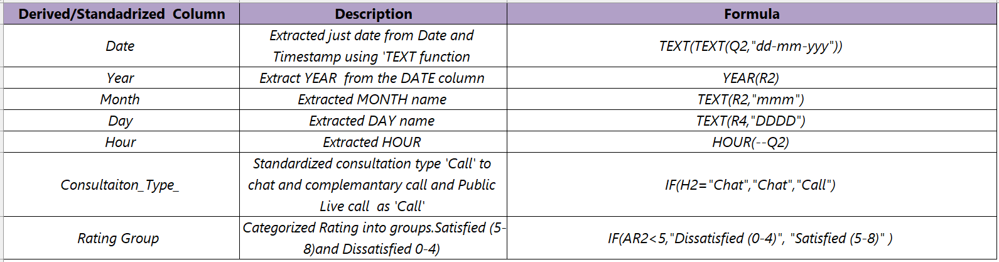 Derived/Standadrized  Column
Description
Formula
Date
Extracted just date from Date and
Timestamp using 'TEXT function
TEXT(TEXT(Q2,"dd-mm-yyy"))
Year
Extract YEAR  from the DATE column
YEAR(R2)
Month
Extracted MONTH name
TEXT(R2,"mmm")
Day
Extracted DAY name
TEXT(R4,"DDDD")
Hour
Extracted HOUR
HOUR(--Q2)
Consultaiton_Type_
Standardized consultation type 'Call' to
chat and complemantary call and Public
Live call  as 'Call'
IF(H2="Chat","Chat","Call")
Rating Group
Categorized Rating into groups.Satisfied (5-
8)and Dissatisfied 0-4)
IF(AR2<5,"Dissatisfied (0-4)", "Satisfied (5-8)" )